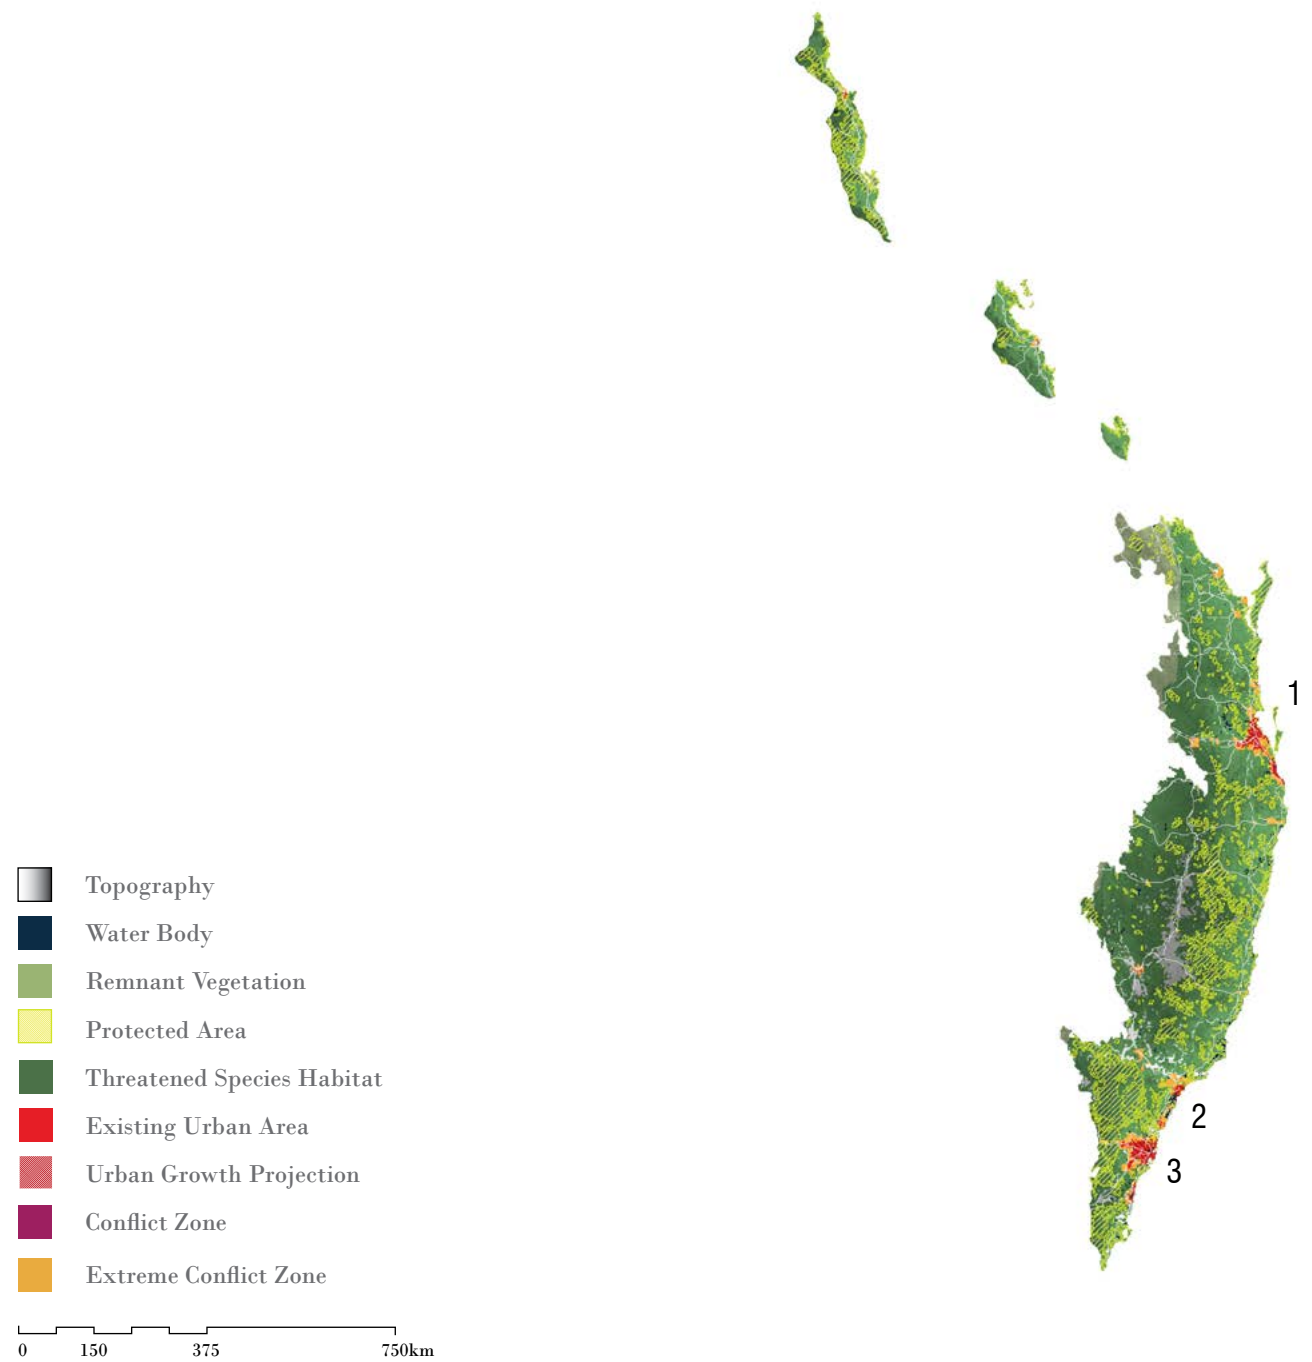 1
Topography
Water Body
Remnant Vegetation
Protected Area
Threatened Species Habitat
Existing Urban Area
2
3
Urban Growth Projection
Conflict Zone
Extreme Conflict Zone
0 150 375 750km